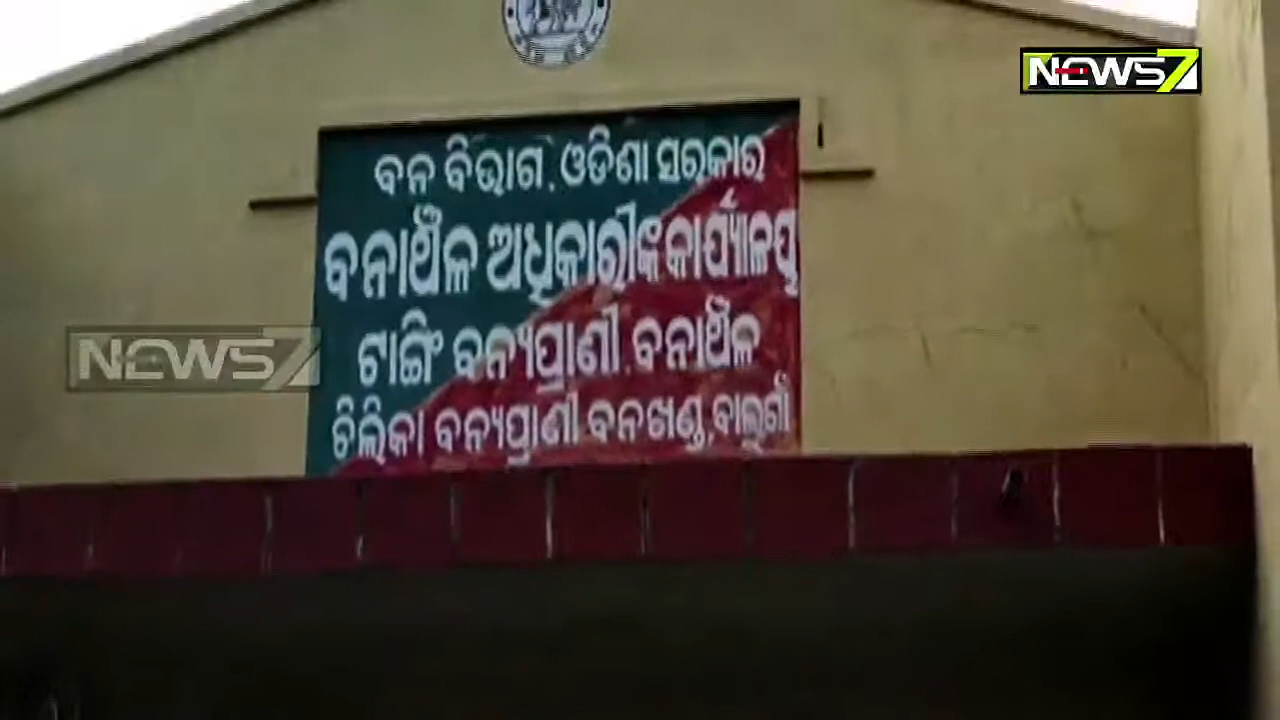 NEWS7
ବନ ବିଭାଗ, ଓଡିଶା ସରକାର
ବନାଞ୍ଚଳ ଅଧିକାରୀଙ୍କ କାର୍ଯ୍ୟାଳୟ
ଟାଙ୍ଗି ବନ୍ୟପ୍ରାଣୀ ବନାଞ୍ଚଳ
ଚିଲିକା ବନ୍ୟପ୍ରାଣୀ ବନଖଣ୍ଡ, ବାଲୁଗାଁ
NEWS7